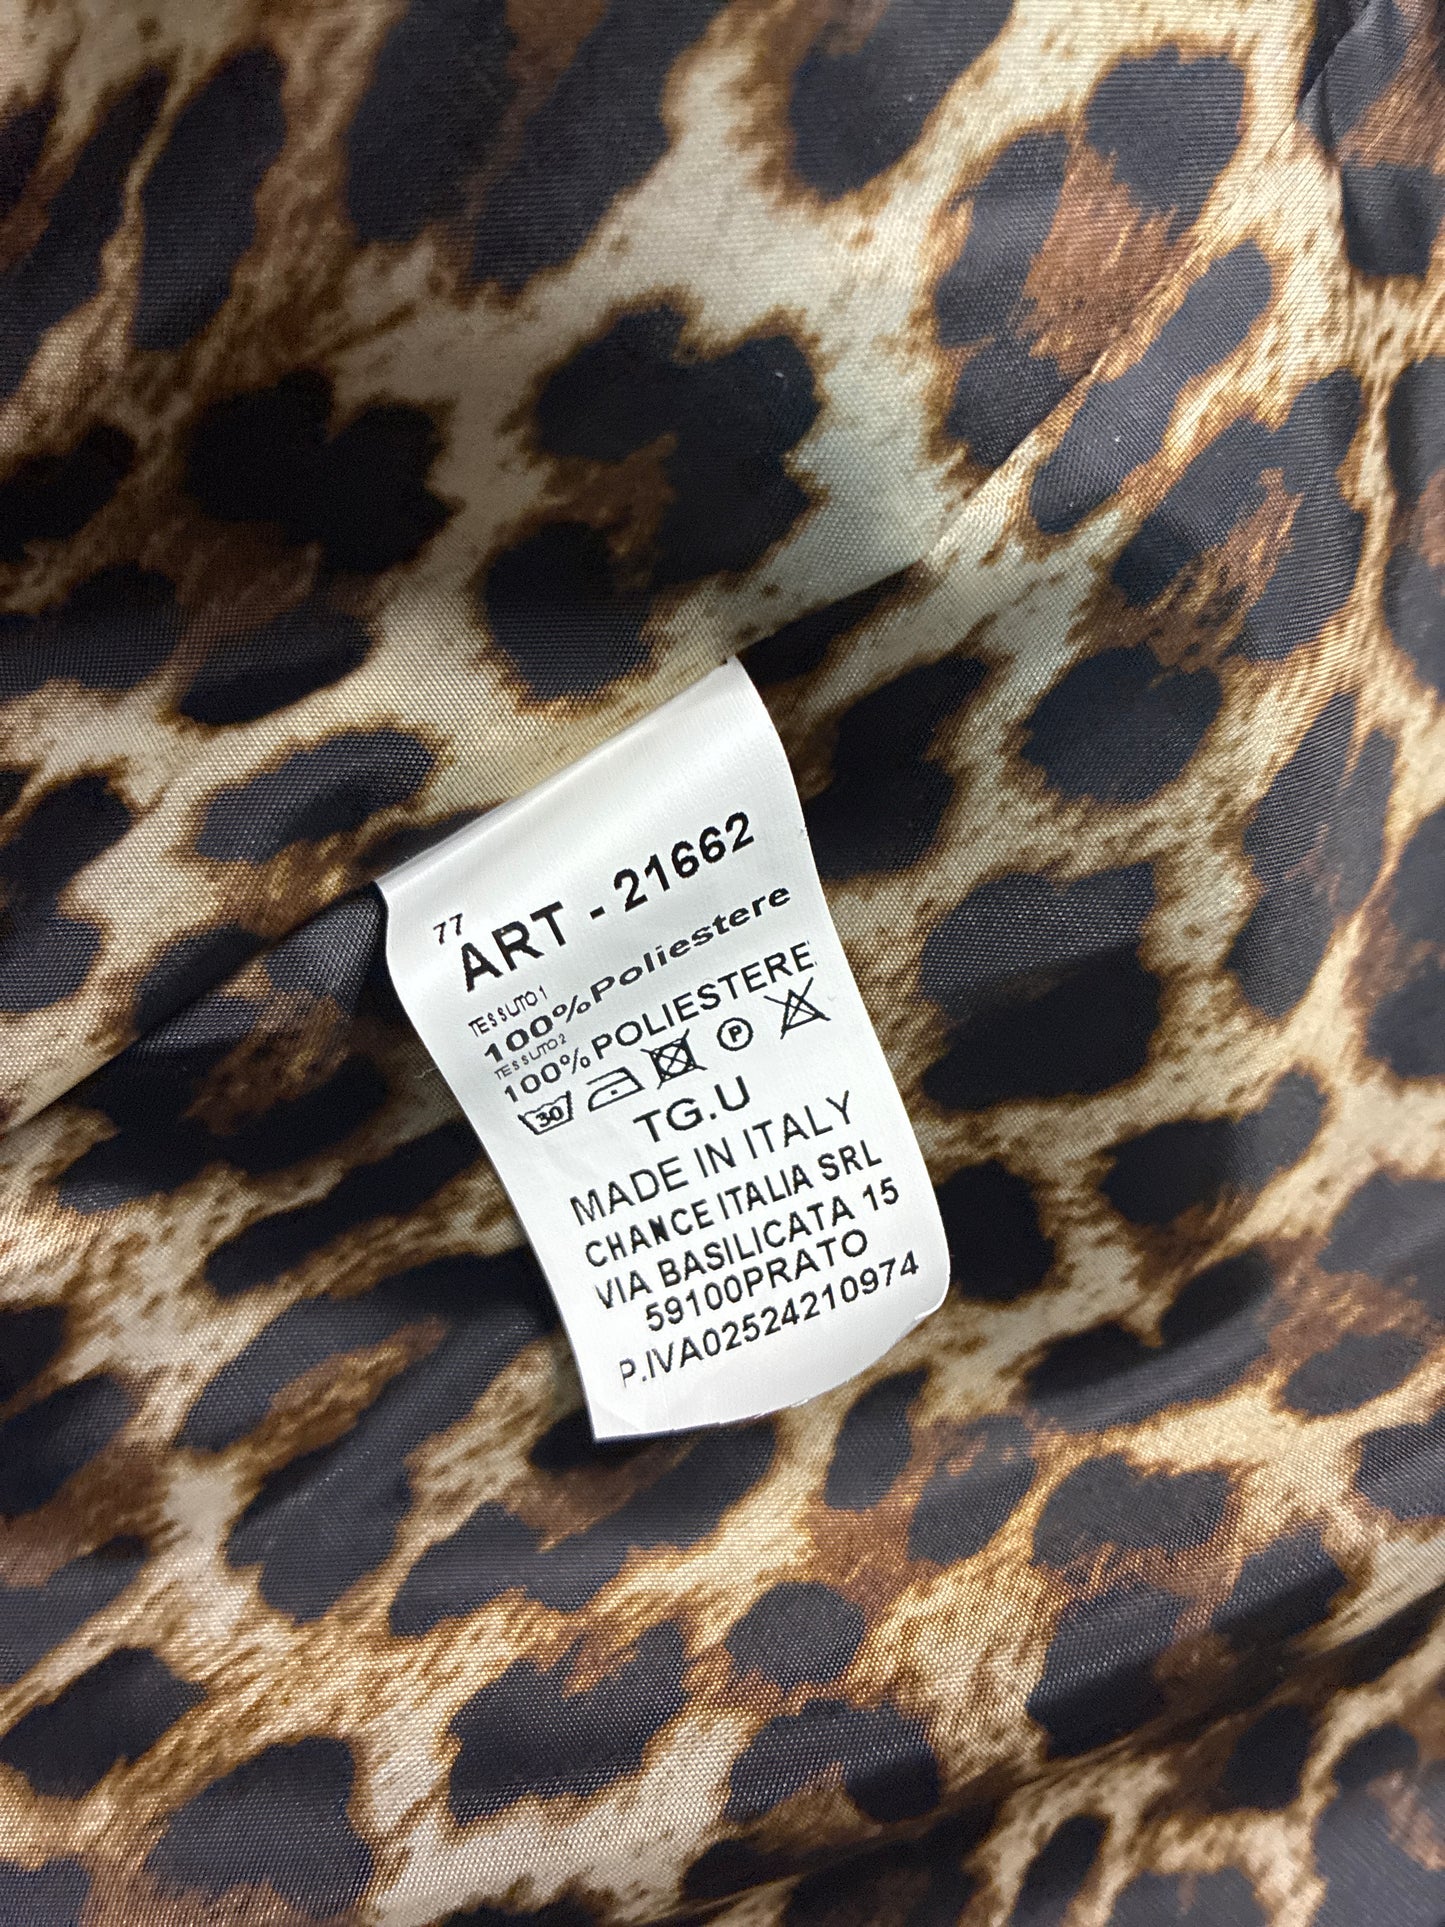 77
ART - 21662
TESSUTO 1
100%Poliestere
TESSUTO 2
100%POLIESTERE
30 P
TG.U
MADE IN ITALY
CHANCE ITALIA SRL
VIA BASILICATA 15
59100PRATO
P.IVA02524210974